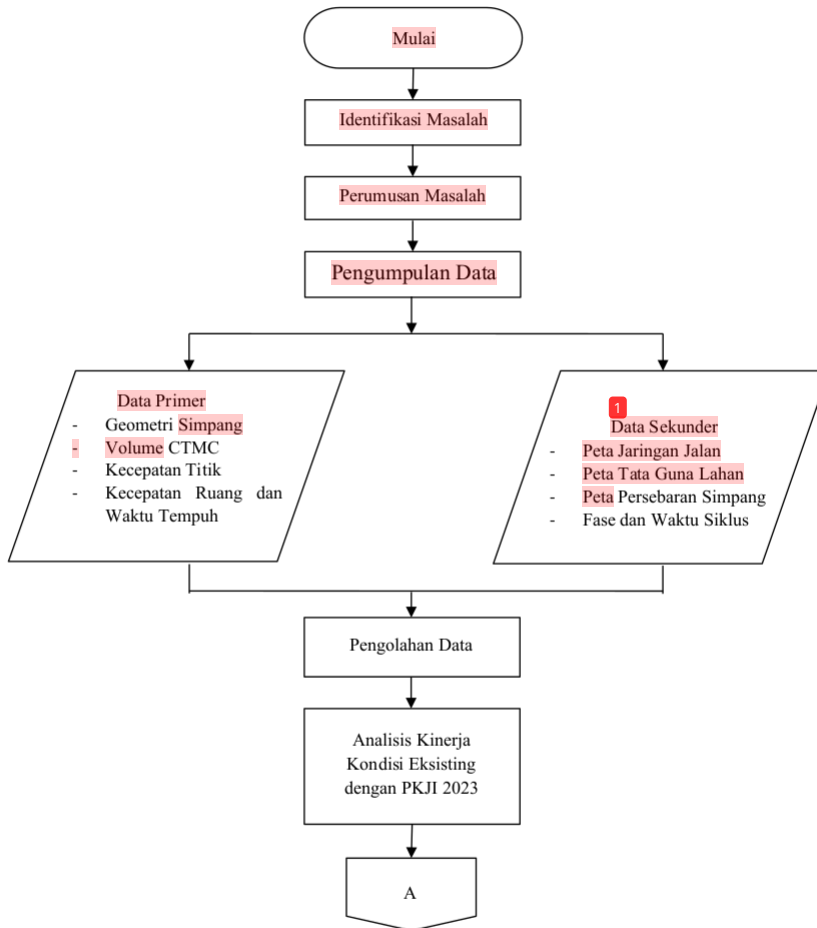 Mulai
Identifikasi Masalah
Perumusan Masalah
Pengumpulan Data
Data Primer
- Geometri Simpang
- Volume CTMC
- Kecepatan Titik
- Kecepatan Ruang dan
Waktu Tempuh
1
Data Sekunder
- Peta Jaringan Jalan
- Peta Tata Guna Lahan
- Peta Persebaran Simpang
- Fase dan Waktu Siklus
Pengolahan Data
Analisis Kinerja
Kondisi Eksisting
dengan PKJI 2023
A